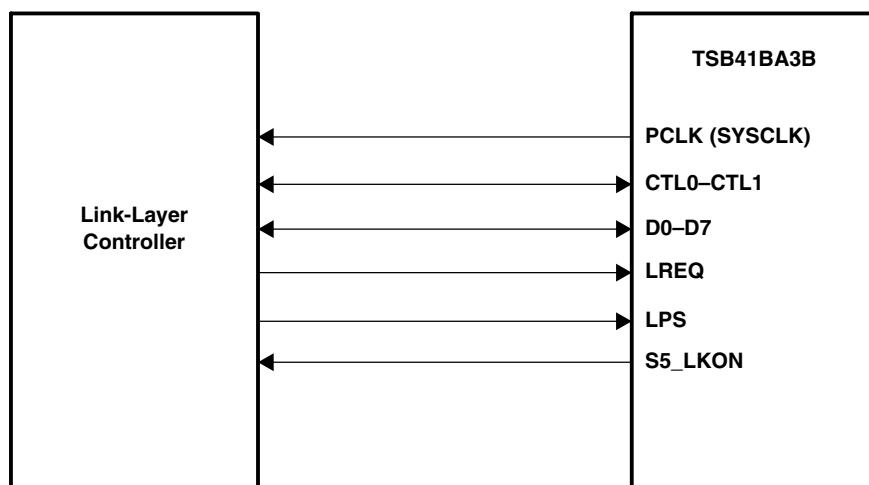 TSB41BA3B
PCLK (SYSCLK)
CTL0–CTL1
Link-Layer
Controller
D0–D7
LREQ
LPS
S5_LKON